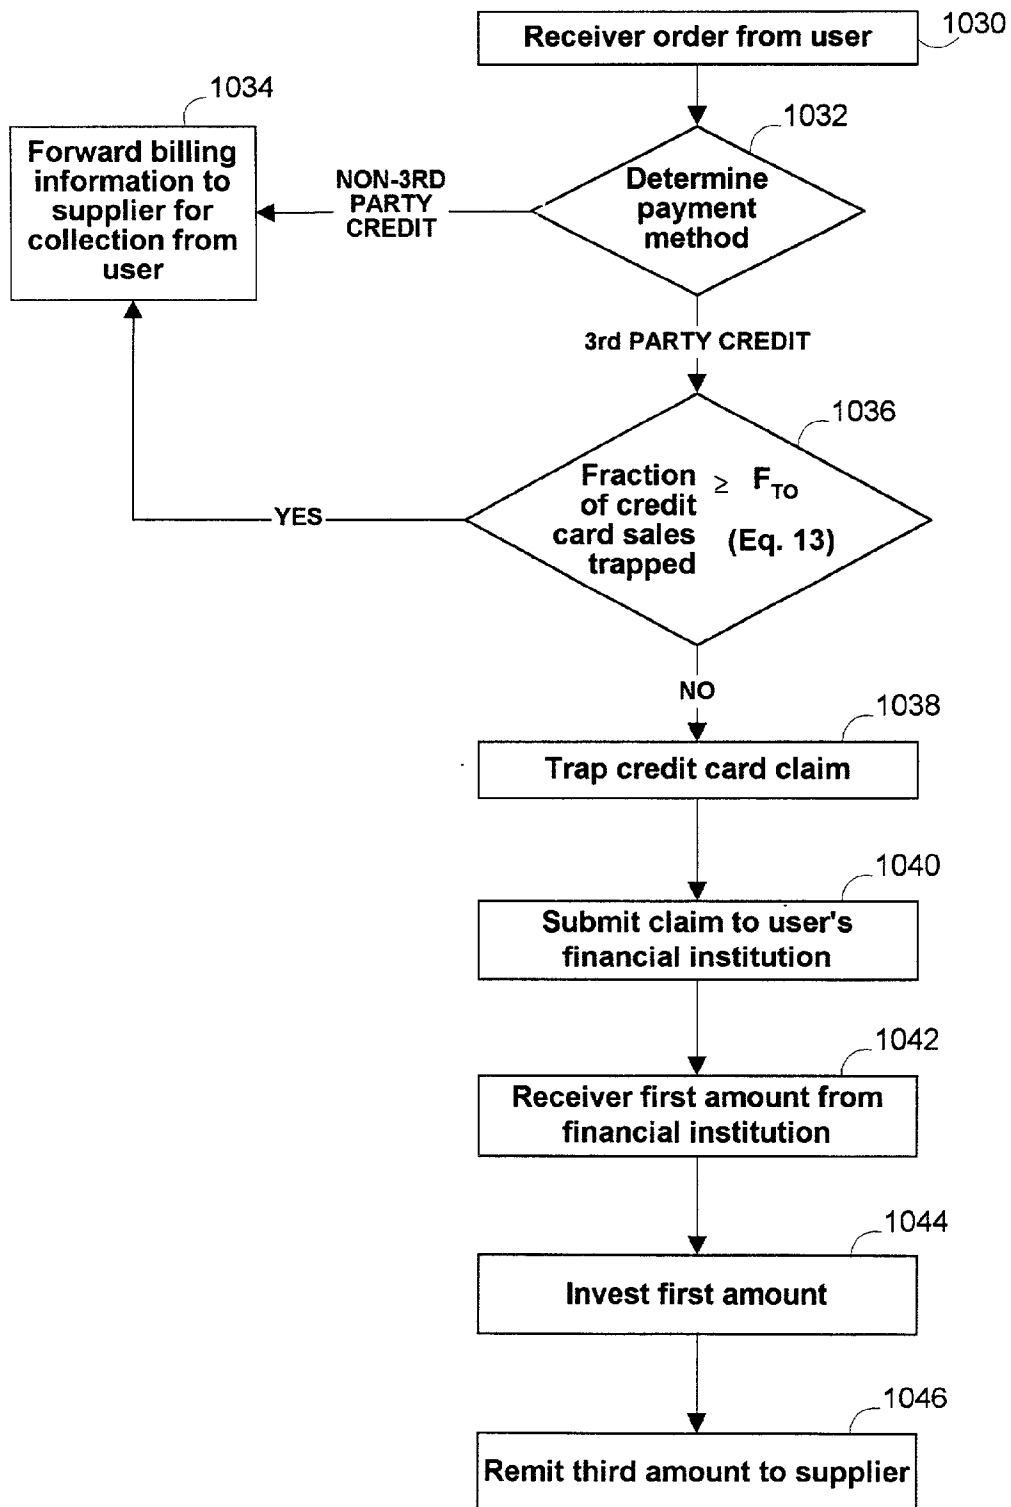 Receiver order from user
1030
1034
1032
Forward billing
information to
supplier for
collection from
user
NON-3RD
PARTY
CREDIT
Determine
payment
method
3rd PARTY CREDIT
1036
Fraction
of credit
card sales
trapped
≥ F_TO
(Eq. 13)
YES
NO
1038
Trap credit card claim
1040
Submit claim to user's
financial institution
1042
Receiver first amount from
financial institution
1044
Invest first amount
1046
Remit third amount to supplier